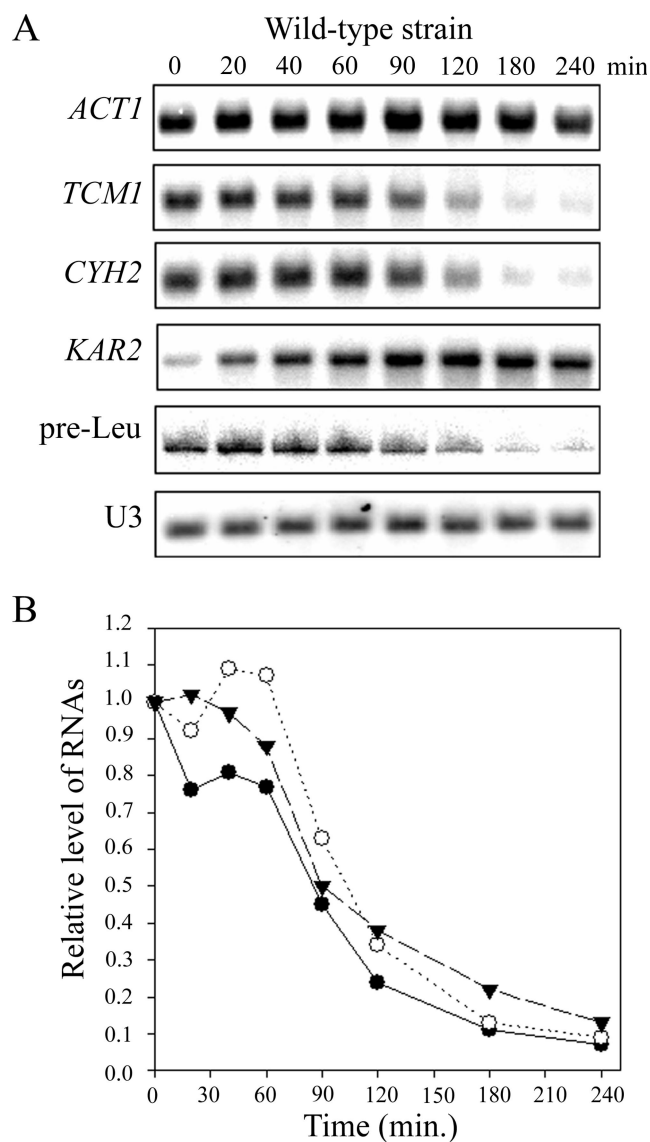 A
Wild-type strain
0 20 40 60 90 120 180 240 min
ACT1
TCM1
CYH2
KAR2
pre-Leu
U3
B
Relative level of RNAs
1.2
1.1
1.0
0.9
0.8
0.7
0.6
0.5
0.4
0.3
0.2
0.1
0.0
0 30 60 90 120 150 180 210 240
Time (min.)